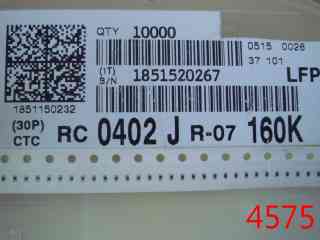 QTY 10000
0515 0026
37 101
(1T)
S/N 1851520267
LFP
1851150232
(30P)
CTC RC 0402 J R-07 160K
4575